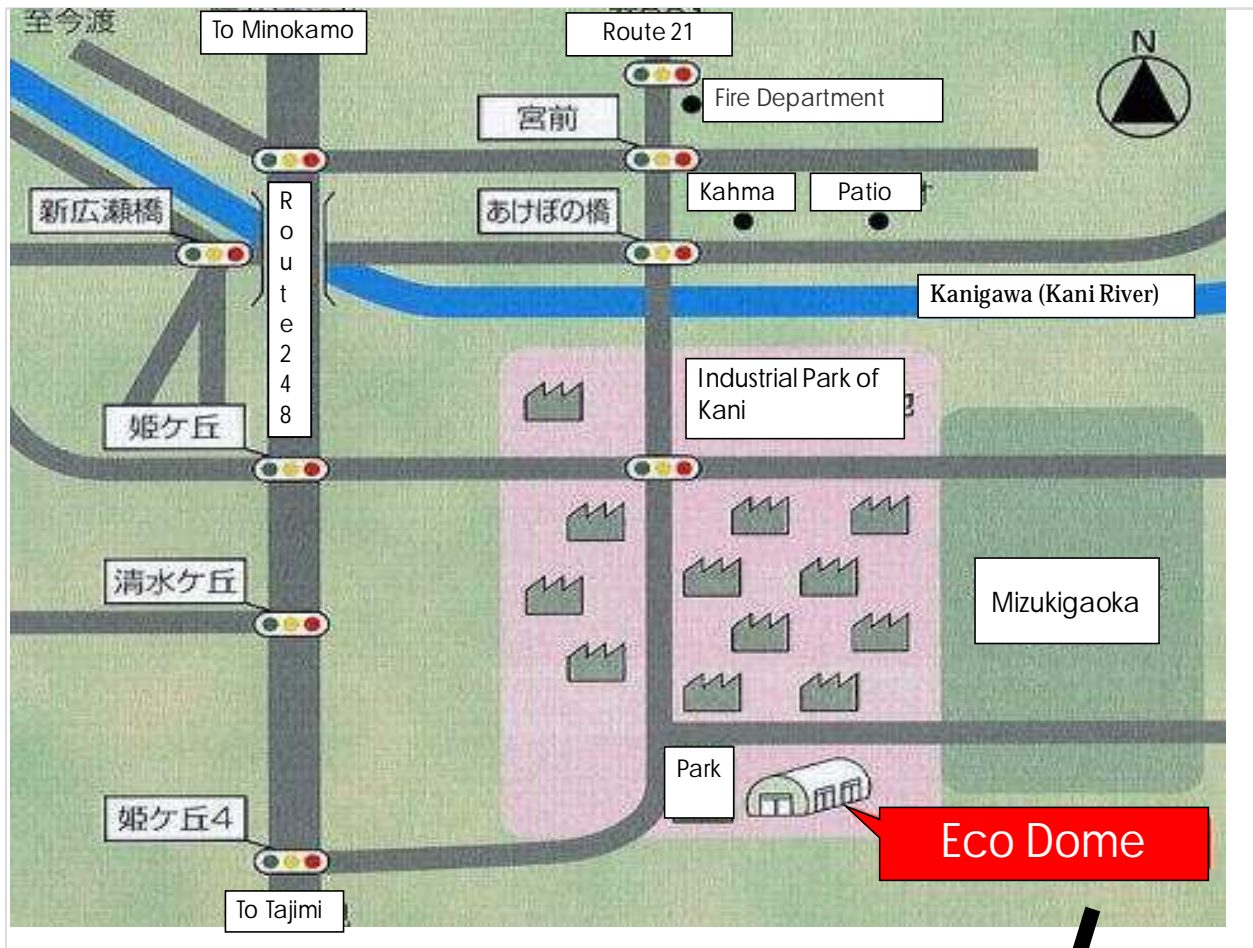 至今渡
To Minokamo
Route 21
N
Fire Department
宮前
Kahma
Patio
新広瀬橋
Route248
あけぼの橋
Kanigawa (Kani River)
Industrial Park of
Kani
姫ケ丘
清水ケ丘
Mizukigaoka
Park
姫ケ丘4
Eco Dome
To Tajimi